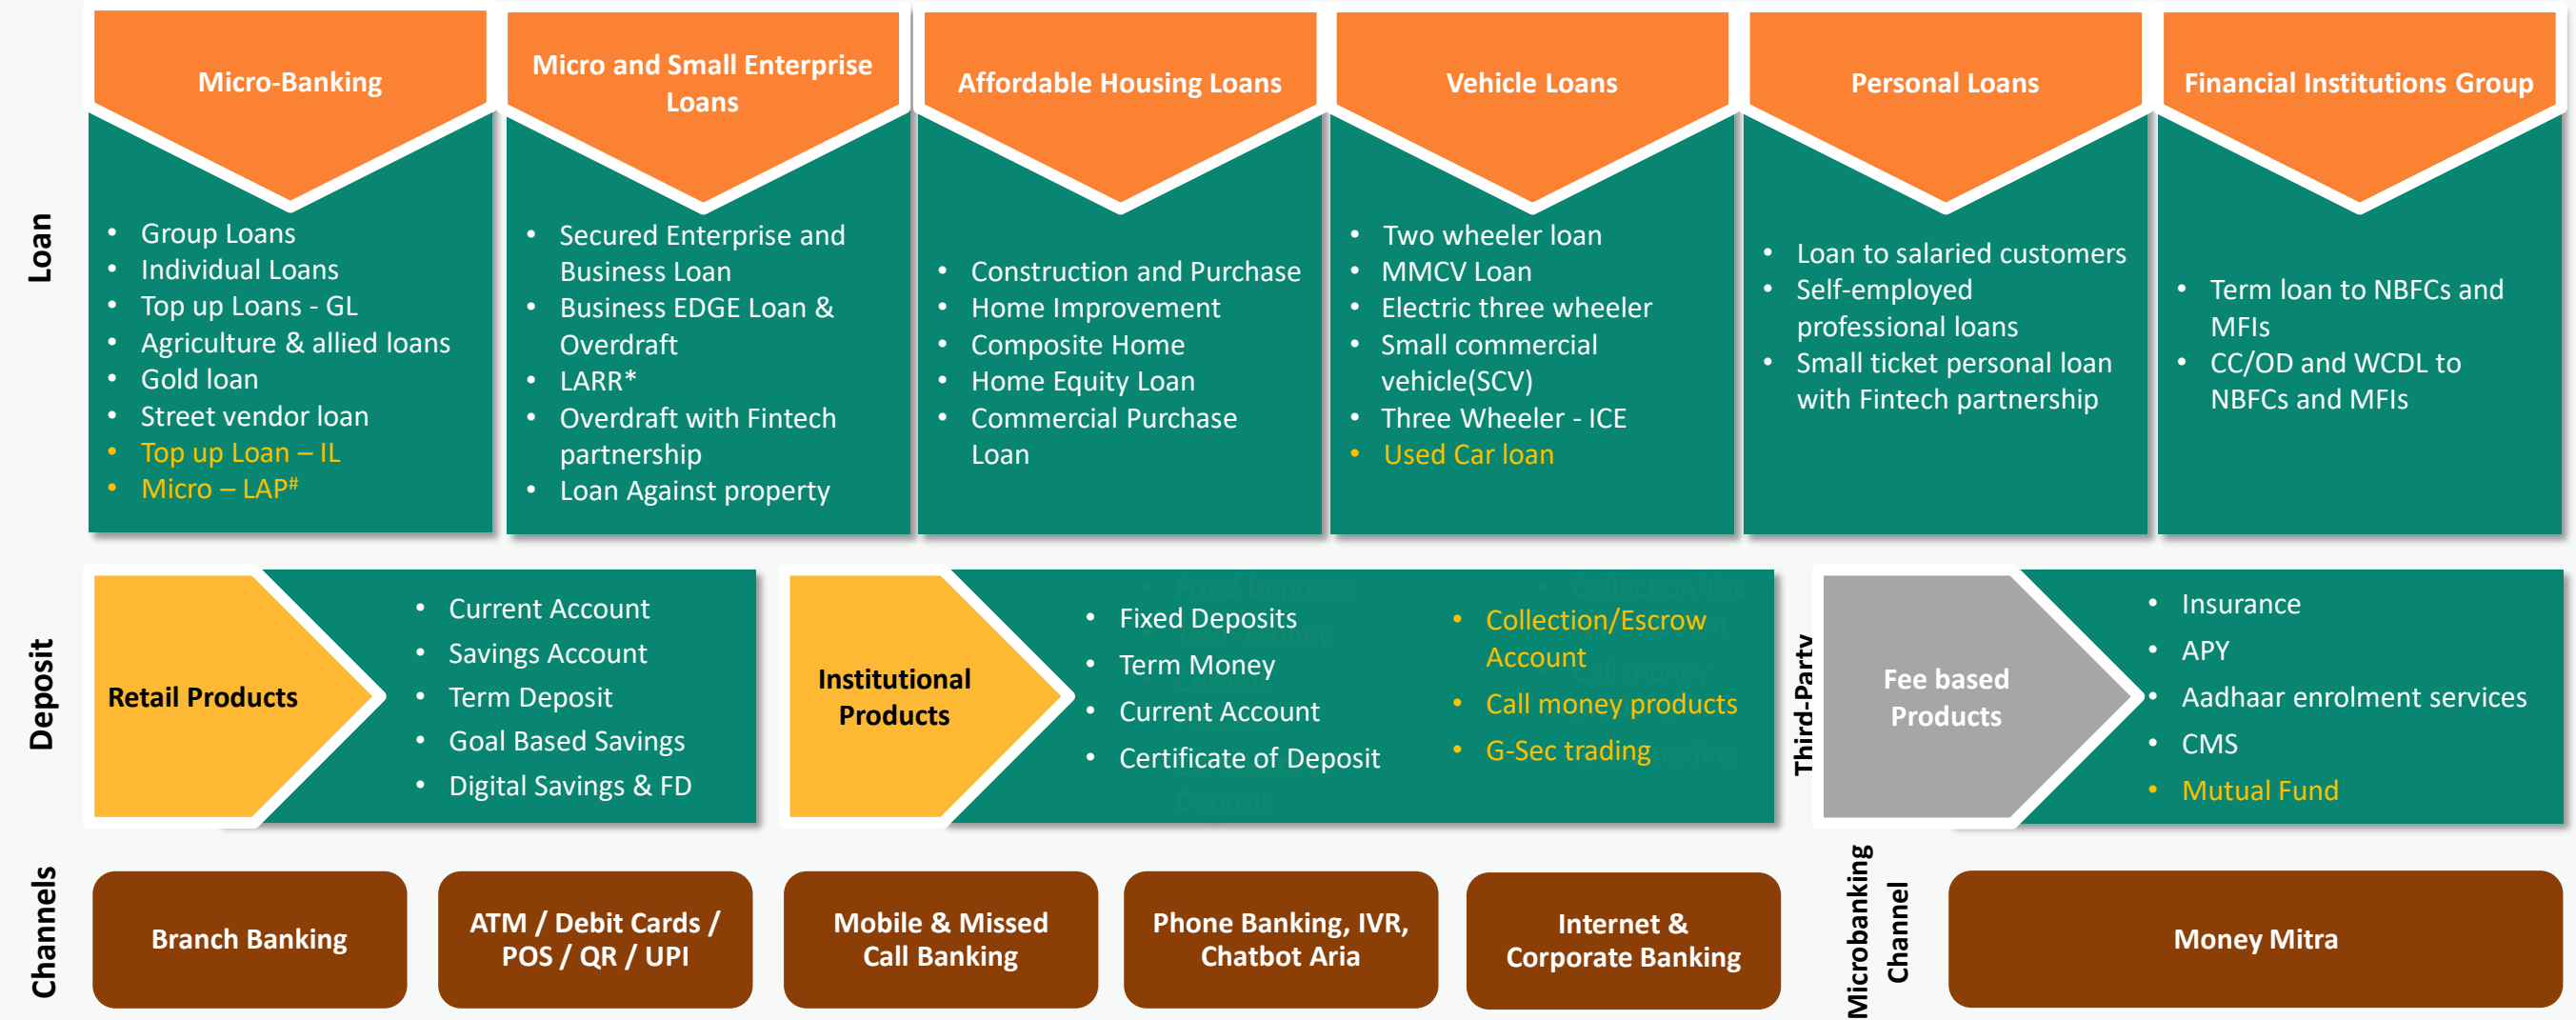 Loan
Micro-Banking
• Group Loans
• Individual Loans
• Top up Loans - GL
• Agriculture & allied loans
• Gold loan
• Street vendor loan
• Top up Loan – IL
• Micro – LAP#
Micro and Small Enterprise
Loans
• Secured Enterprise and
Business Loan
• Business EDGE Loan &
Overdraft
• LARR*
• Overdraft with Fintech
partnership
• Loan Against property
Affordable Housing Loans
• Construction and Purchase
• Home Improvement
• Composite Home
• Home Equity Loan
• Commercial Purchase
Loan
Vehicle Loans
• Two wheeler loan
• MMCV Loan
• Electric three wheeler
• Small commercial
vehicle(SCV)
• Three Wheeler - ICE
• Used Car loan
Personal Loans
• Loan to salaried customers
• Self-employed
professional loans
• Small ticket personal loan
with Fintech partnership
Financial Institutions Group
• Term loan to NBFCs and
MFIs
• CC/OD and WCDL to
NBFCs and MFIs
Deposit
Retail Products
• Current Account
• Savings Account
• Term Deposit
• Goal Based Savings
• Digital Savings & FD
Institutional
Products
• Fixed Deposits
• Term Money
• Current Account
• Certificate of Deposit
• Collection/Escrow
Account
• Call money products
• G-Sec trading
Third-Party
Fee based
Products
• Insurance
• APY
• Aadhaar enrolment services
• CMS
• Mutual Fund
Channels
Branch Banking
ATM / Debit Cards /
POS / QR / UPI
Mobile & Missed
Call Banking
Phone Banking, IVR,
Chatbot Aria
Internet &
Corporate Banking
Microbanking
Channel
Money Mitra